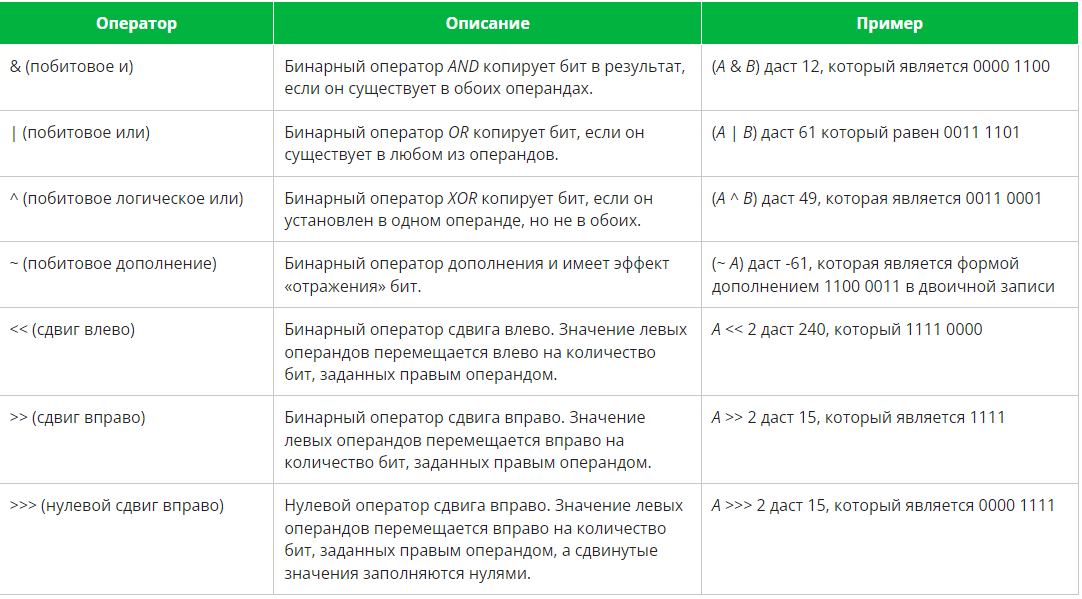 Оператор Описание Пример
& (побитовое и) Бинарный оператор AND копирует бит в результат, (A & B) даст 12, который является 0000 1100
если он существует в обоих операндах.
| (побитовое или) Бинарный оператор OR копирует бит, если он (A | B) даст 61 который равен 0011 1101
существует в любом из операндов.
^ (побитовое логическое или) Бинарный оператор XOR копирует бит, если он (A ^ B) даст 49, которая является 0011 0001
установлен в одном операнде, но не в обоих.
~ (побитовое дополнение) Бинарный оператор дополнения и имеет эффект (~ A) даст -61, которая является формой
«отражения» бит. дополнением 1100 0011 в двоичной записи
<< (сдвиг влево) Бинарный оператор сдвига влево. Значение левых A << 2 даст 240, который 1111 0000
операндов перемещается влево на количество
бит, заданных правым операндом.
>> (сдвиг вправо) Бинарный оператор сдвига вправо. Значение A >> 2 даст 15, который является 1111
левых операндов перемещается вправо на
количество бит, заданных правым операндом.
>>> (нулевой сдвиг вправо) Нулевой оператор сдвига вправо. Значение левых A >>> 2 даст 15, который является 0000 1111
операндов перемещается вправо на количество
бит, заданных правым операндом, а сдвинутые
значения заполняются нулями.